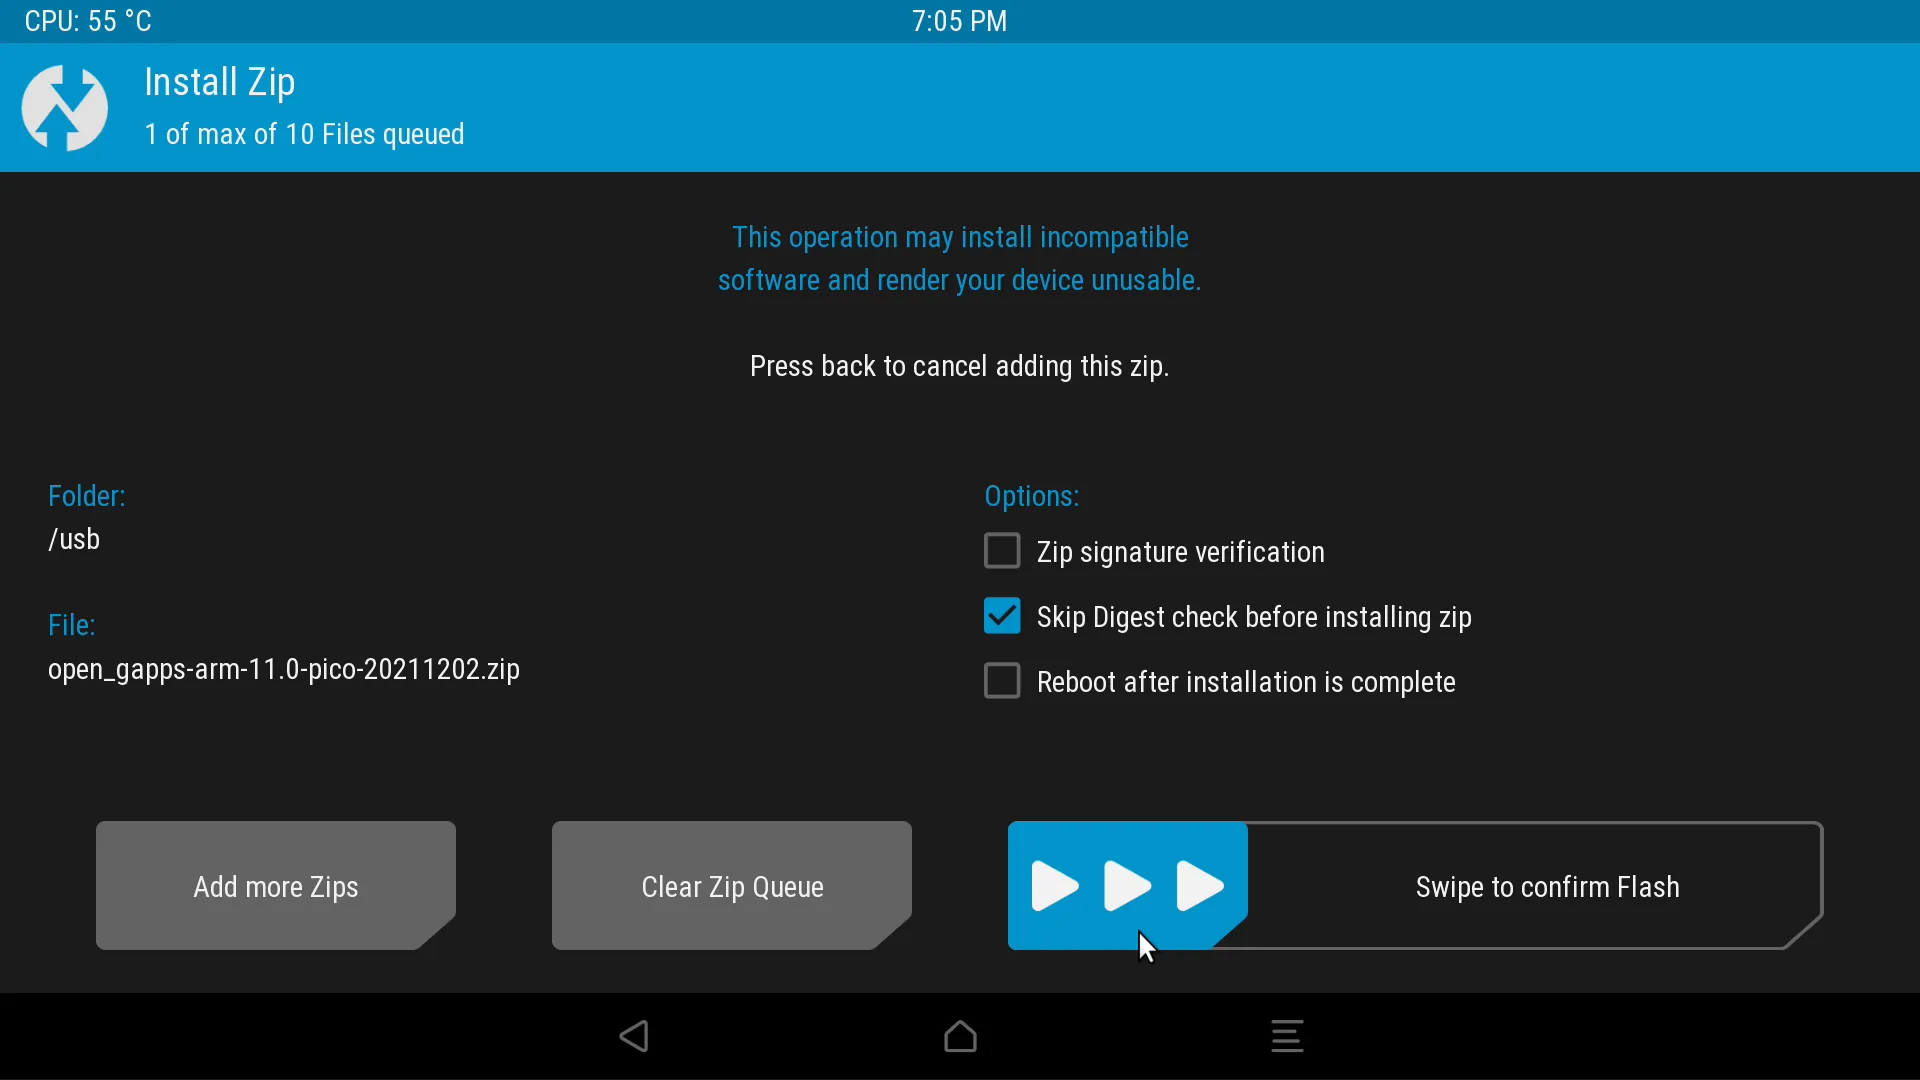 CPU: 55 °C
7:05 PM
Install Zip
1 of max of 10 Files queued
This operation may install incompatible
software and render your device unusable.
Press back to cancel adding this zip.
Folder:
/usb
File:
open_gapps-arm-11.0-pico-20211202.zip
Options:
Zip signature verification
Skip Digest check before installing zip
Reboot after installation is complete
Add more Zips
Clear Zip Queue
Swipe to confirm Flash